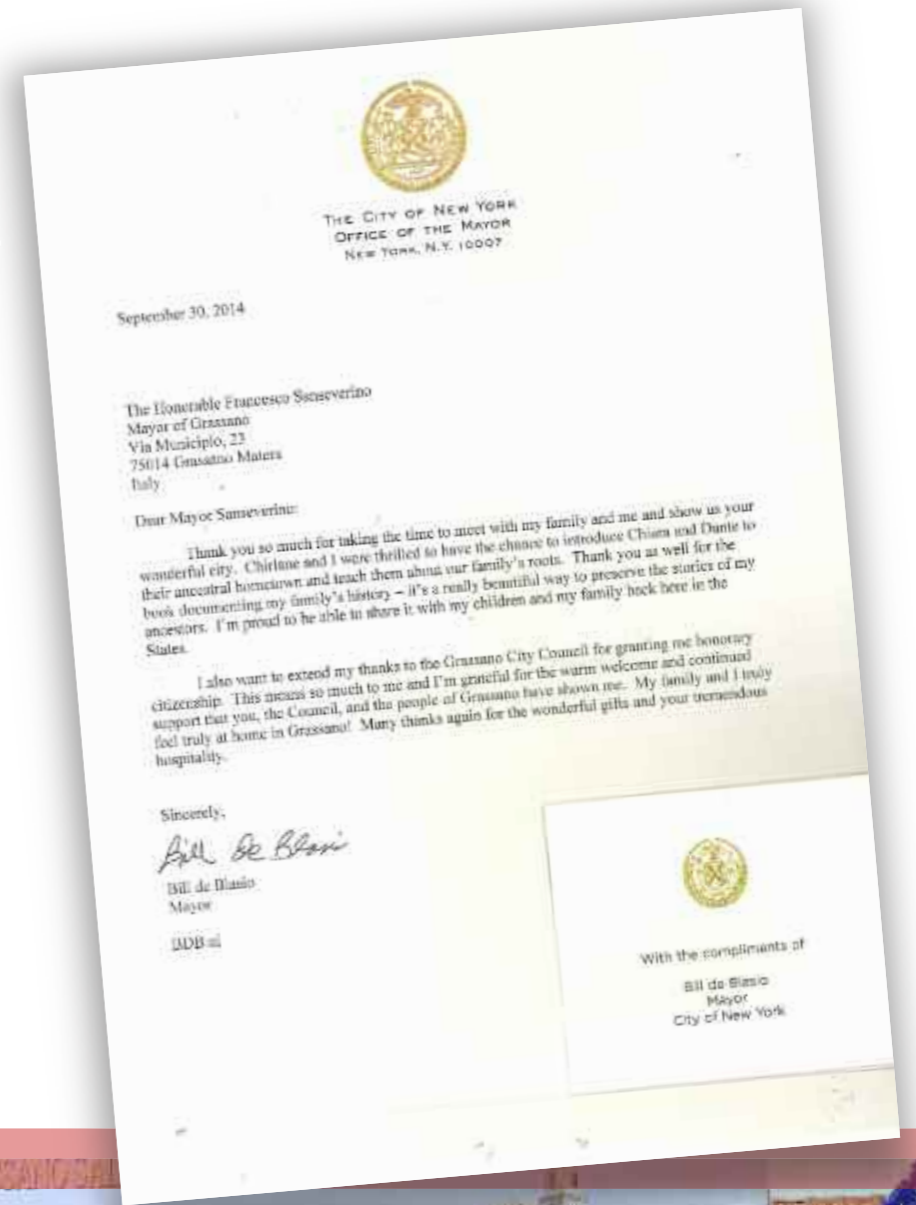 THE CITY OF NEW YORK
OFFICE OF THE MAYOR
NEW YORK, N.Y. 10007
September 30, 2014
The Honorable Francesco Sanseverino
Mayor of Grassano
Via Municipio, 23
75014 Grassano Matera
Italy
Dear Mayor Sanseverino:
Thank you so much for taking the time to meet with my family and me and show us your
wonderful city. Chirlane and I were thrilled to have the chance to introduce Chiara and Dante to
their ancestral hometown and teach them about our family's roots. Thank you as well for the
book documenting my family's history – it's a really beautiful way to preserve the stories of my
ancestors. I'm proud to be able to share it with my children and my family back here in the
States.
I also want to extend my thanks to the Grassano City Council for granting me honorary
citizenship. This means so much to me and I'm grateful for the warm welcome and continued
support that you, the Council, and the people of Grassano have shown me. My family and I truly
feel truly at home in Grassano! Many thanks again for the wonderful gifts and your tremendous
hospitality.
Sincerely,
Bill de Blasio
Bill de Blasio
Mayor
BDB:
With the compliments of
Bill de Blasio
Mayor
City of New York